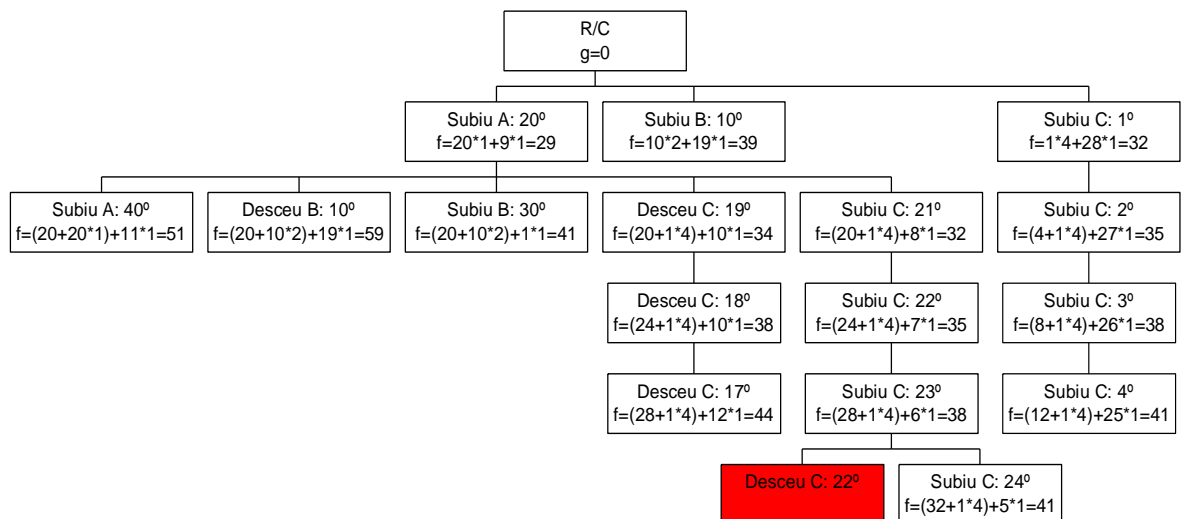 R/C
g=0
Subiu A: 20º
f=20*1+9*1=29
Subiu B: 10º
f=10*2+19*1=39
Subiu C: 1º
f=1*4+28*1=32
Subiu A: 40º
f=(20+20*1)+11*1=51
Desceu B: 10º
f=(20+10*2)+19*1=59
Subiu B: 30º
f=(20+10*2)+1*1=41
Desceu C: 19º
f=(20+1*4)+10*1=34
Subiu C: 21º
f=(20+1*4)+8*1=32
Subiu C: 2º
f=(4+1*4)+27*1=35
Desceu C: 18º
f=(24+1*4)+10*1=38
Subiu C: 22º
f=(24+1*4)+7*1=35
Subiu C: 3º
f=(8+1*4)+26*1=38
Desceu C: 17º
f=(28+1*4)+12*1=44
Subiu C: 23º
f=(28+1*4)+6*1=38
Subiu C: 4º
f=(12+1*4)+25*1=41
Desceu C: 22º
Subiu C: 24º
f=(32+1*4)+5*1=41